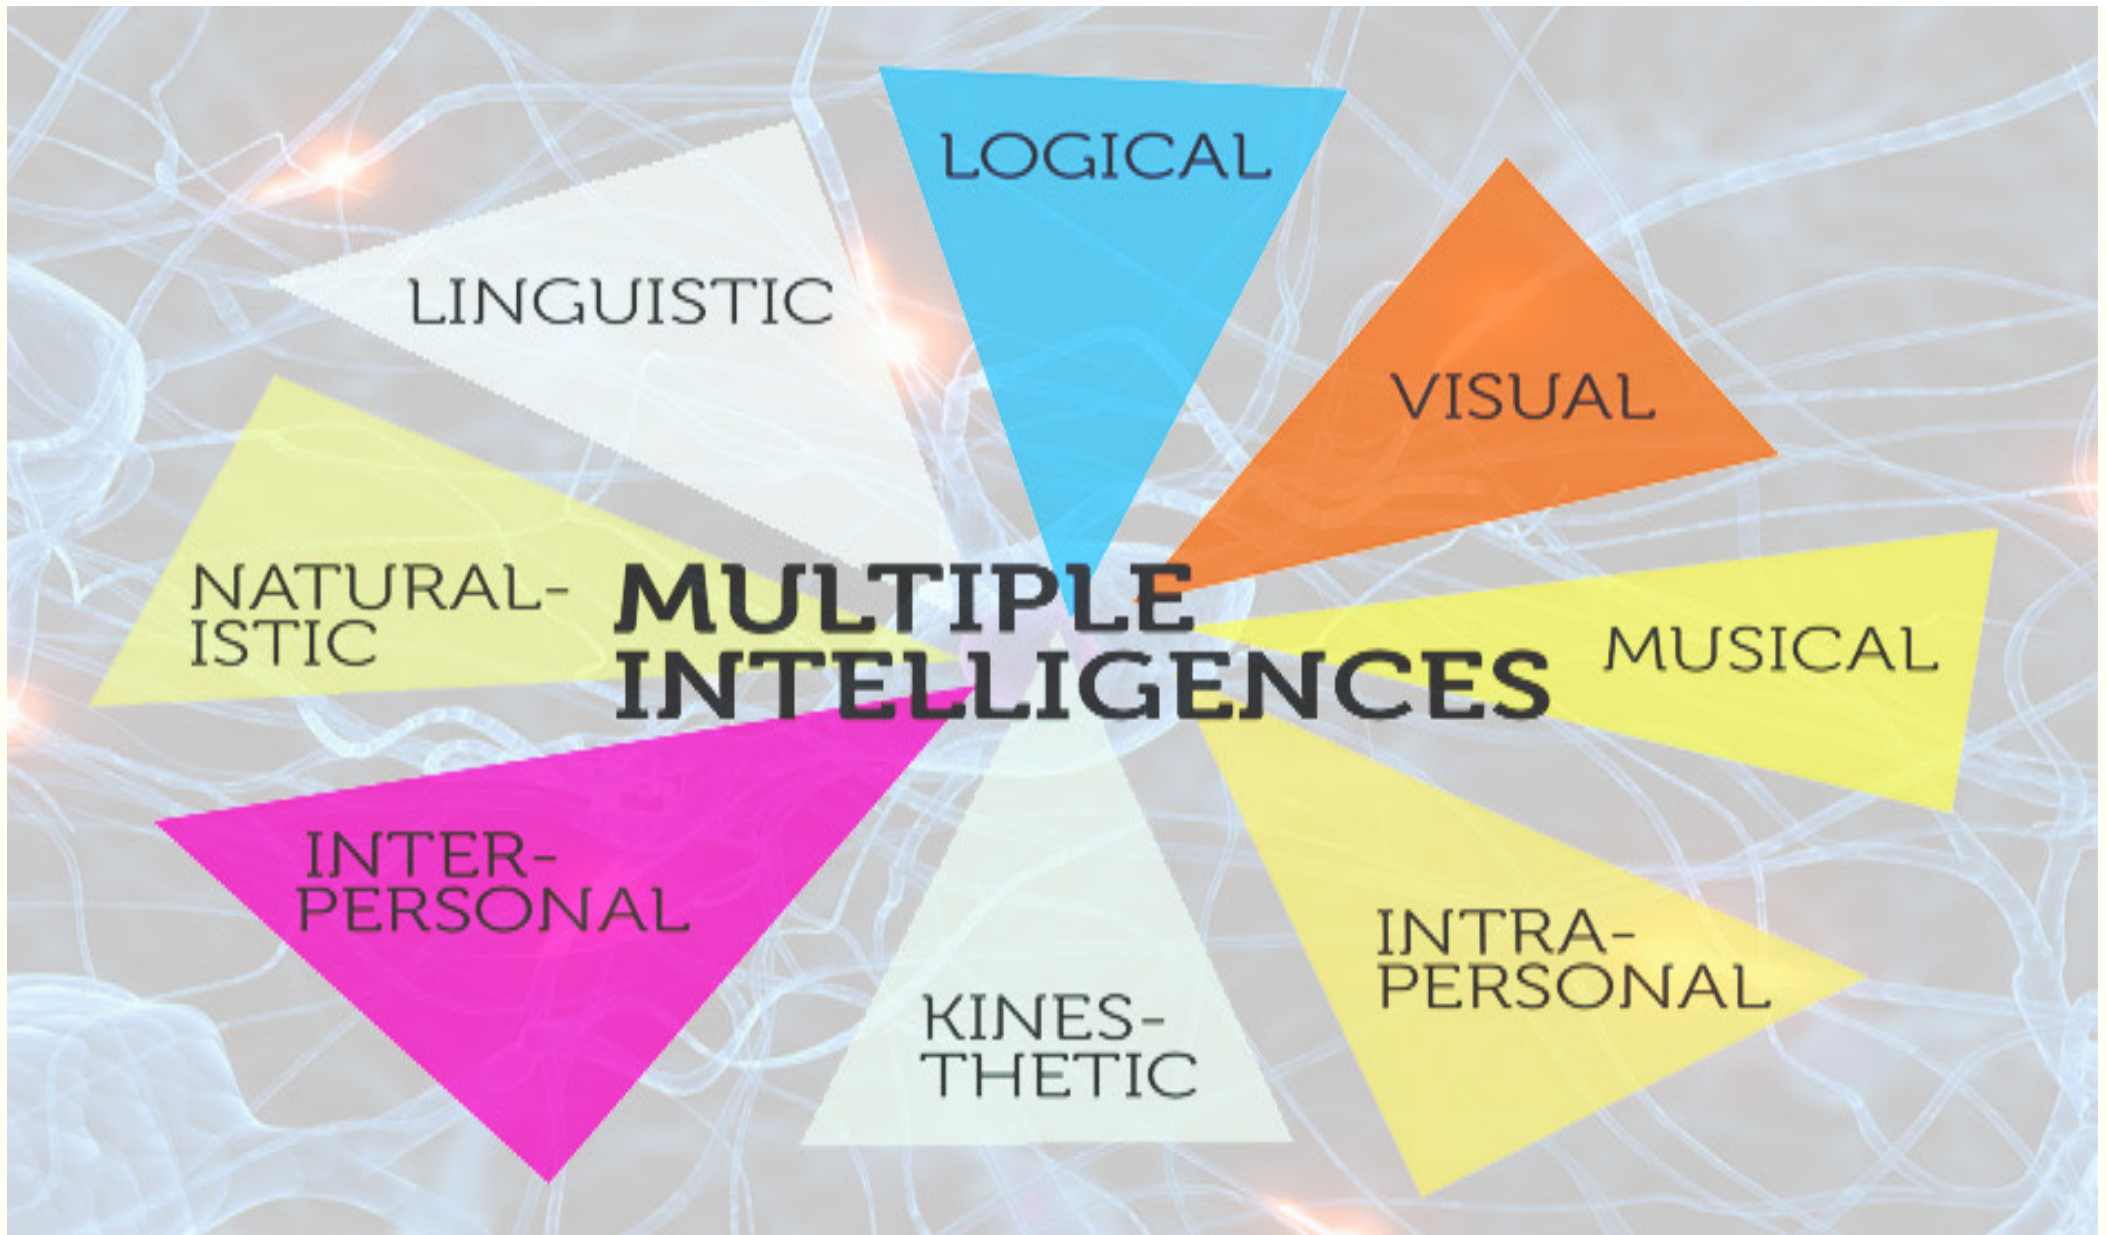 LOGICAL
LINGUISTIC
VISUAL
NATURAL-
ISTIC
MULTIPLE
INTELLIGENCES
MUSICAL
INTER-
PERSONAL
INTRA-
PERSONAL
KINES-
THETIC